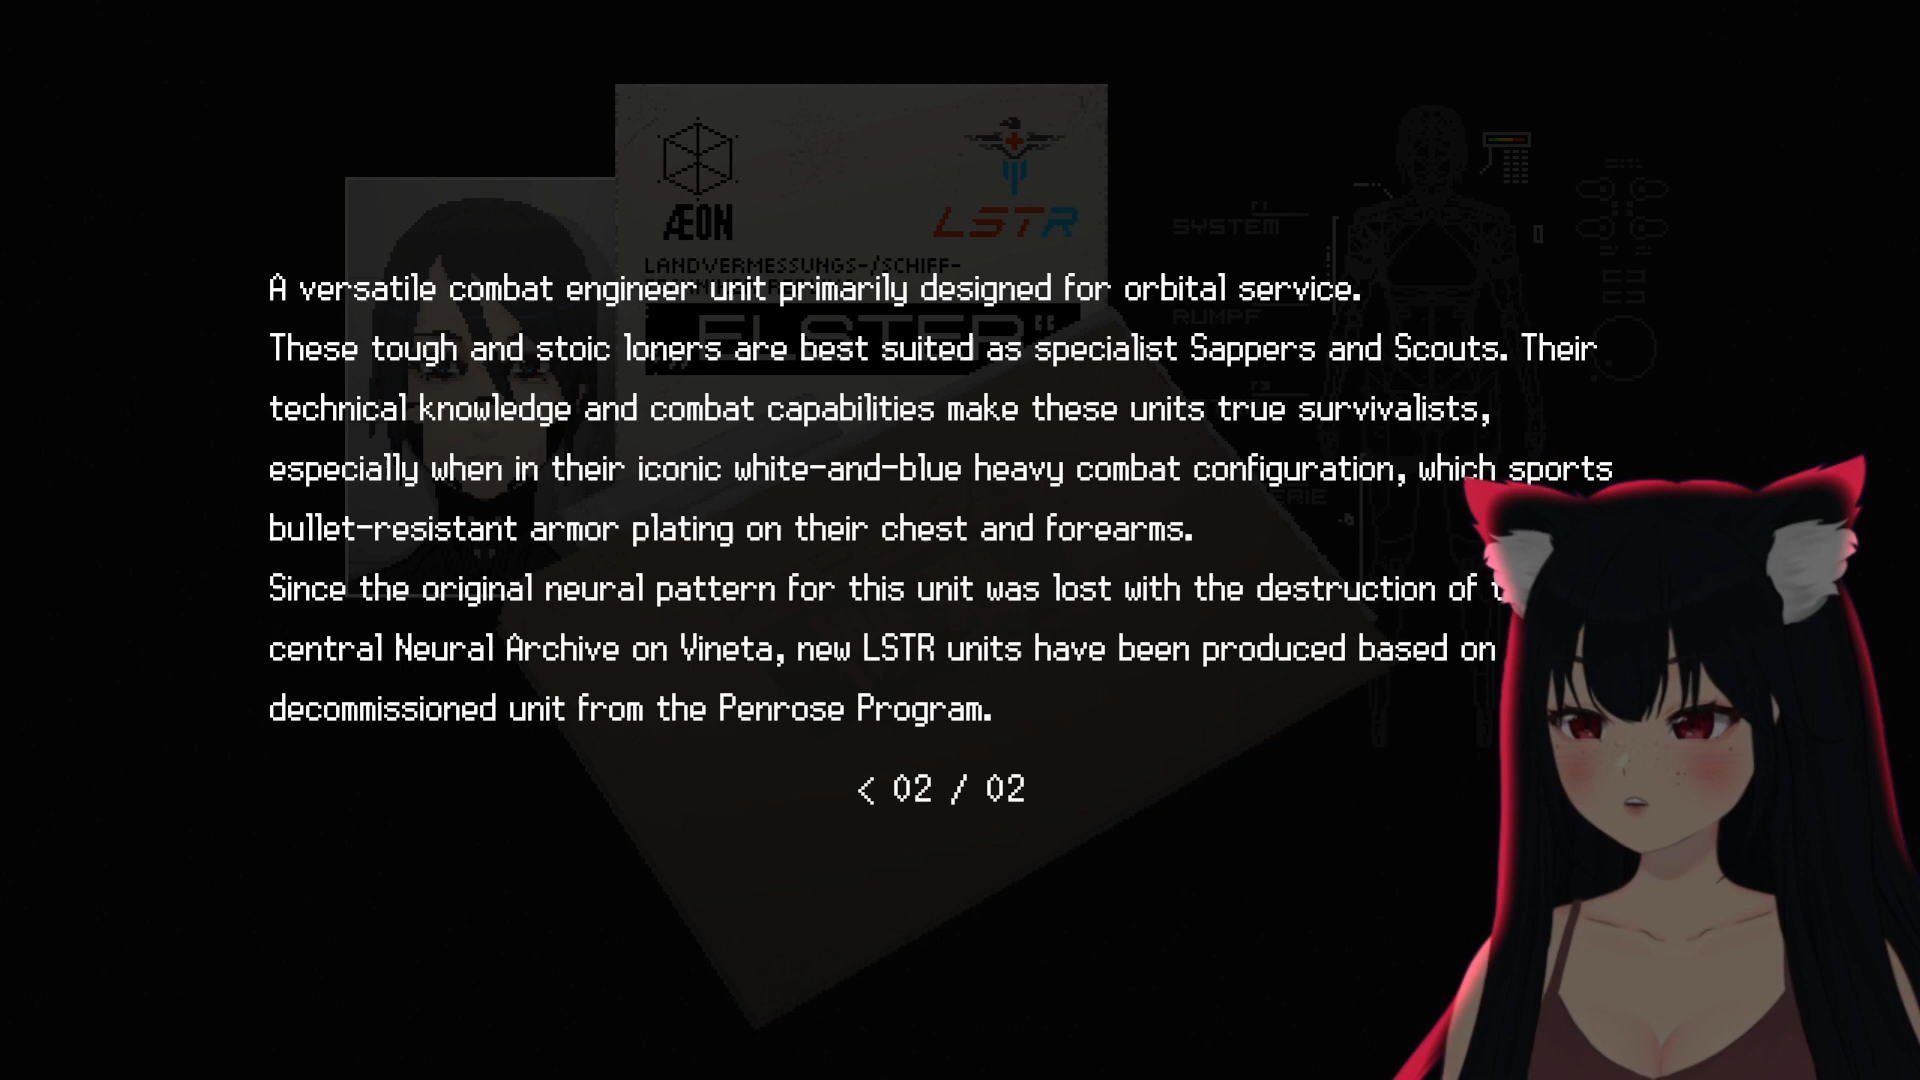 ÆON
LSTR
LANDVERMESSUNGS-/SCHIFF-
"ELSTER"
SYSTEM
RUMPF
A versatile combat engineer unit primarily designed for orbital service.
These tough and stoic loners are best suited as specialist Sappers and Scouts. Their
technical knowledge and combat capabilities make these units true survivalists,
especially when in their iconic white-and-blue heavy combat configuration, which sports
bullet-resistant armor plating on their chest and forearms.
Since the original neural pattern for this unit was lost with the destruction of
central Neural Archive on Vineta, new LSTR units have been produced based on
decommissioned unit from the Penrose Program.
< 02 / 02